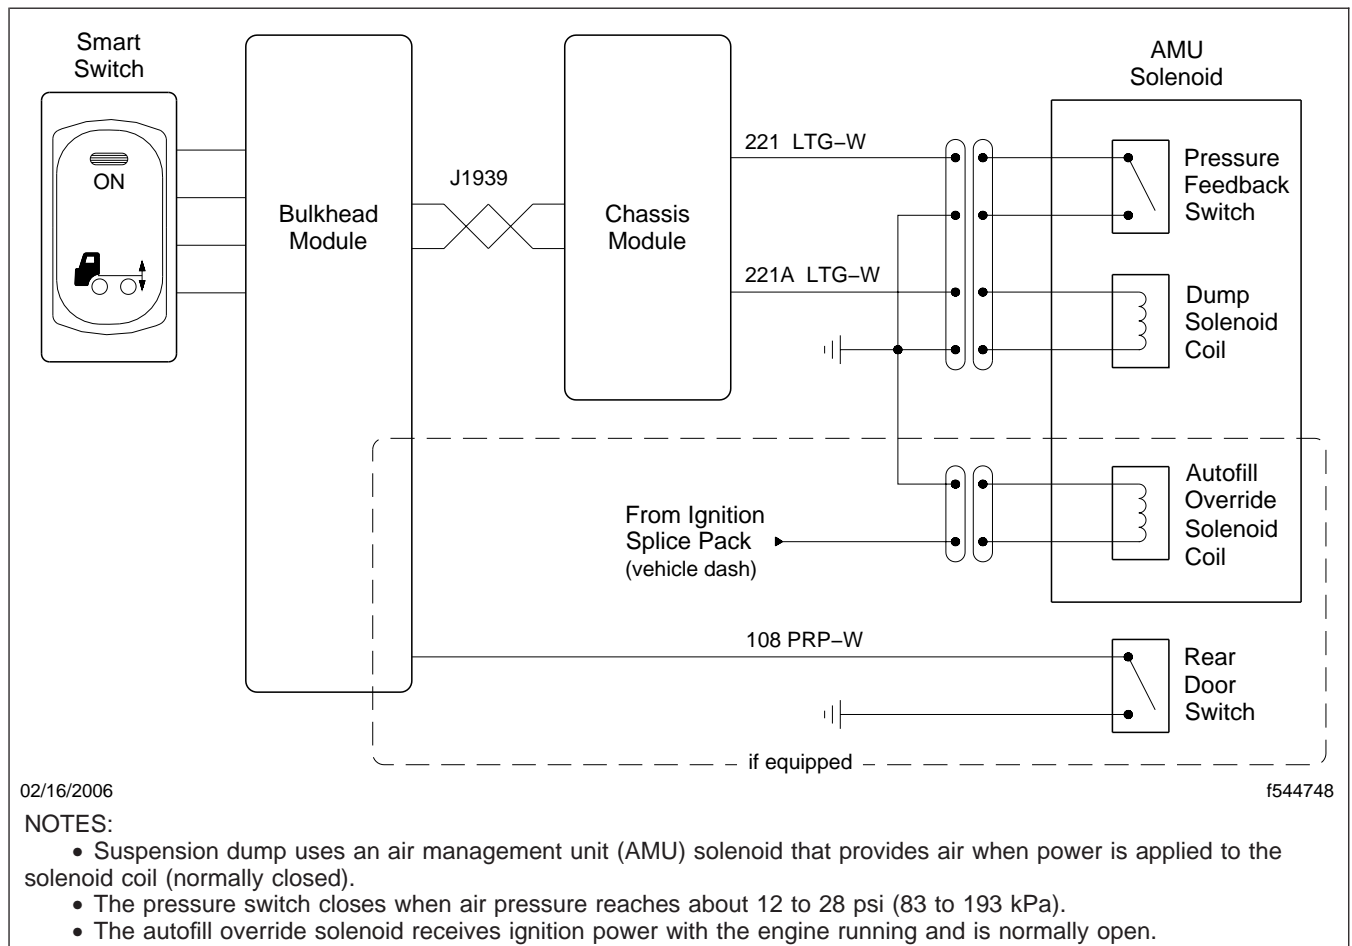 Smart
Switch
ON
Bulkhead
Module
J1939
Chassis
Module
221 LTG–W
221A LTG–W
AMU
Solenoid
Pressure
Feedback
Switch
Dump
Solenoid
Coil
Autofill
Override
Solenoid
Coil
From Ignition
Splice Pack
(vehicle dash)
108 PRP–W
Rear
Door
Switch
if equipped
02/16/2006
f544748
NOTES:
• Suspension dump uses an air management unit (AMU) solenoid that provides air when power is applied to the
solenoid coil (normally closed).
• The pressure switch closes when air pressure reaches about 12 to 28 psi (83 to 193 kPa).
• The autofill override solenoid receives ignition power with the engine running and is normally open.